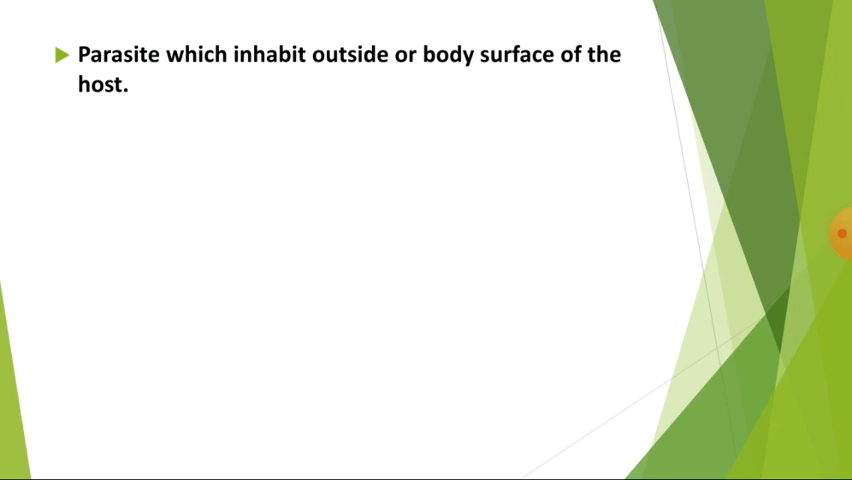 Parasite which inhabit outside or body surface of the
host.